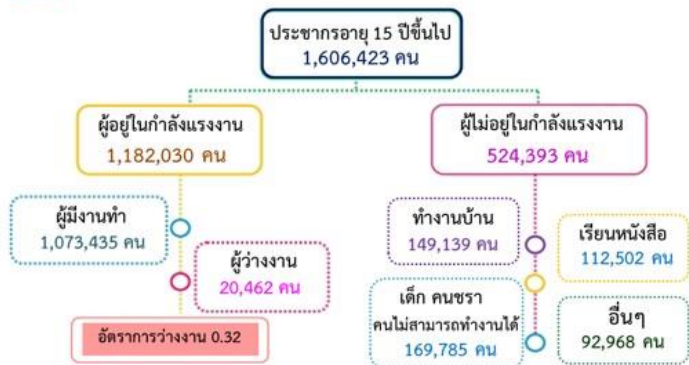 ประชากรอายุ 15 ปีขึ้นไป
1,606,423 คน
ผู้อยู่ในกำลังแรงงาน
1,182,030 คน
ผู้ไม่อยู่ในกำลังแรงงาน
524,393 คน
ผู้มีงานทำ
1,073,435 คน
ผู้ว่างงาน
20,462 คน
อัตราการว่างงาน 0.32
ทำงานบ้าน
149,139 คน
เรียนหนังสือ
112,502 คน
เด็ก คนชรา
คนไม่สามารถทำงานได้
169,785 คน
อื่นๆ
92,968 คน